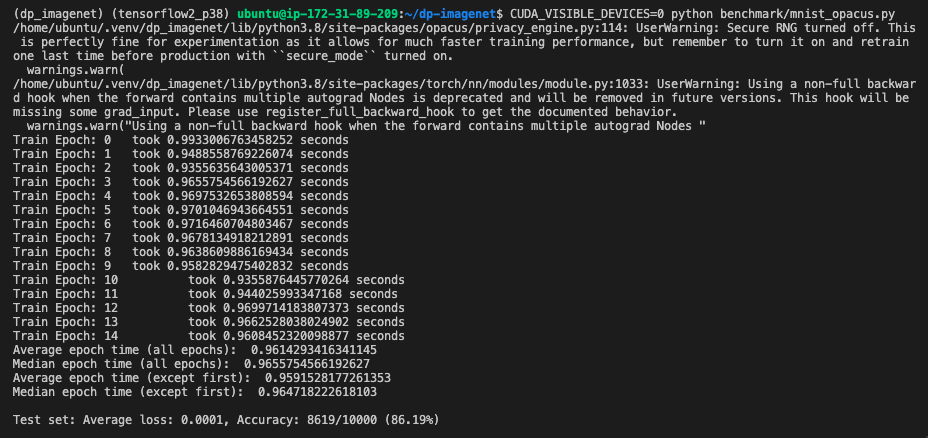 (dp_imagenet) (tensorflow2_p38) ubuntu@ip-172-31-89-209:~/dp-imagenet$ CUDA_VISIBLE_DEVICES=0 python benchmark/mnist_opacus.py
/home/ubuntu/.venv/dp_imagenet/lib/python3.8/site-packages/opacus/privacy_engine.py:114: UserWarning: Secure RNG turned off. This
 is perfectly fine for experimentation as it allows for much faster training performance, but remember to turn it on and retrain
one last time before production with ``secure_mode`` turned on.
  warnings.warn(
/home/ubuntu/.venv/dp_imagenet/lib/python3.8/site-packages/torch/nn/modules/module.py:1033: UserWarning: Using a non-full backwar
d hook when the forward contains multiple autograd Nodes is deprecated and will be removed in future versions. This hook will be
missing some grad_input. Please use register_full_backward_hook to get the documented behavior.
  warnings.warn("Using a non-full backward hook when the forward contains multiple autograd Nodes "
Train Epoch: 0   took 0.9933006763458252 seconds
Train Epoch: 1   took 0.9488558769226074 seconds
Train Epoch: 2   took 0.9355635643005371 seconds
Train Epoch: 3   took 0.9655754566192627 seconds
Train Epoch: 4   took 0.9697532653808594 seconds
Train Epoch: 5   took 0.9701046943664551 seconds
Train Epoch: 6   took 0.9716460704803467 seconds
Train Epoch: 7   took 0.9678134918212891 seconds
Train Epoch: 8   took 0.9638609886169434 seconds
Train Epoch: 9   took 0.9582829475402832 seconds
Train Epoch: 10          took 0.9355876445770264 seconds
Train Epoch: 11          took 0.944025993347168 seconds
Train Epoch: 12          took 0.9699714183807373 seconds
Train Epoch: 13          took 0.9662528038024902 seconds
Train Epoch: 14          took 0.9608452320098877 seconds
Average epoch time (all epochs):  0.9614293416341145
Median epoch time (all epochs):  0.9655754566192627
Average epoch time (except first):  0.9591528177261353
Median epoch time (except first):  0.964718222618103
Test set: Average loss: 0.0001, Accuracy: 8619/10000 (86.19%)